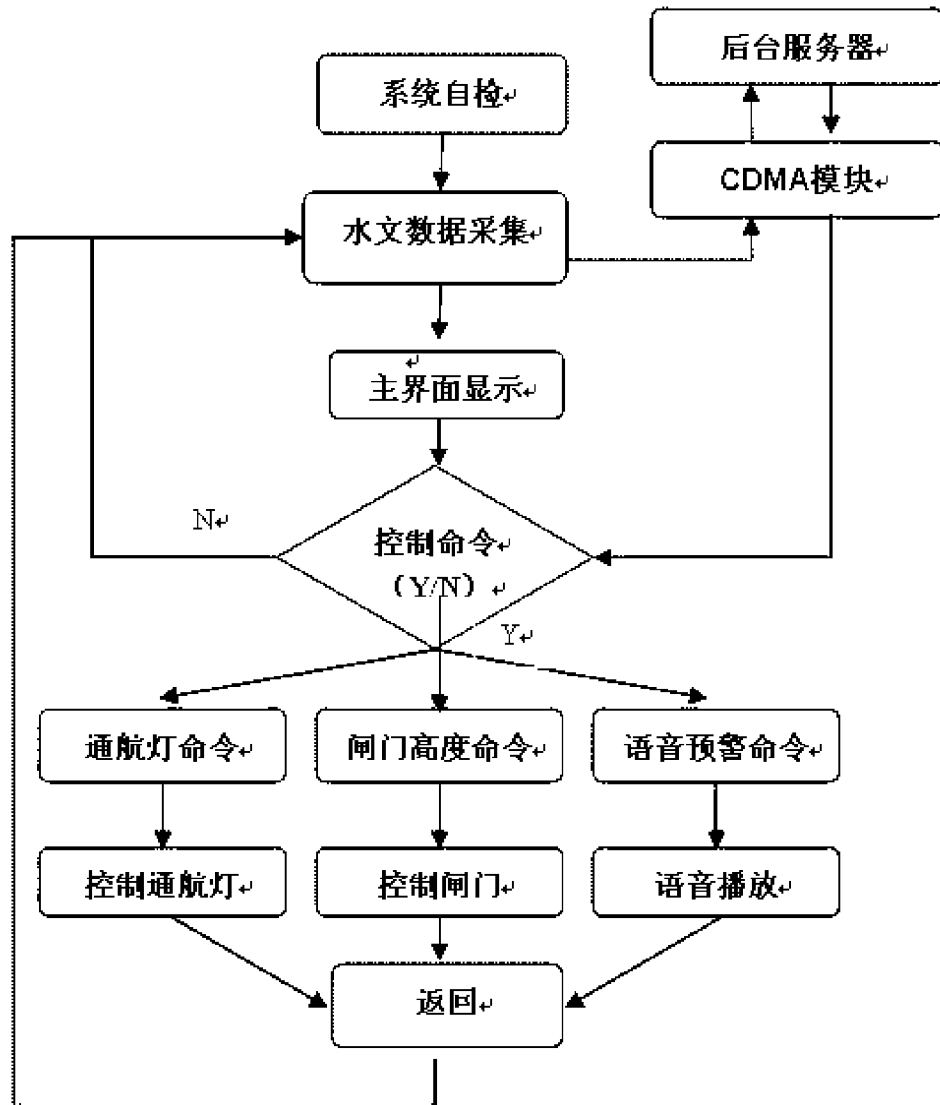 后台服务器
系统自检
CDMA模块
水文数据采集
主界面显示
N
控制命令
（Y/N）
Y
通航灯命令
闸门高度命令
语音预警命令
控制通航灯
控制闸门
语音播放
返回